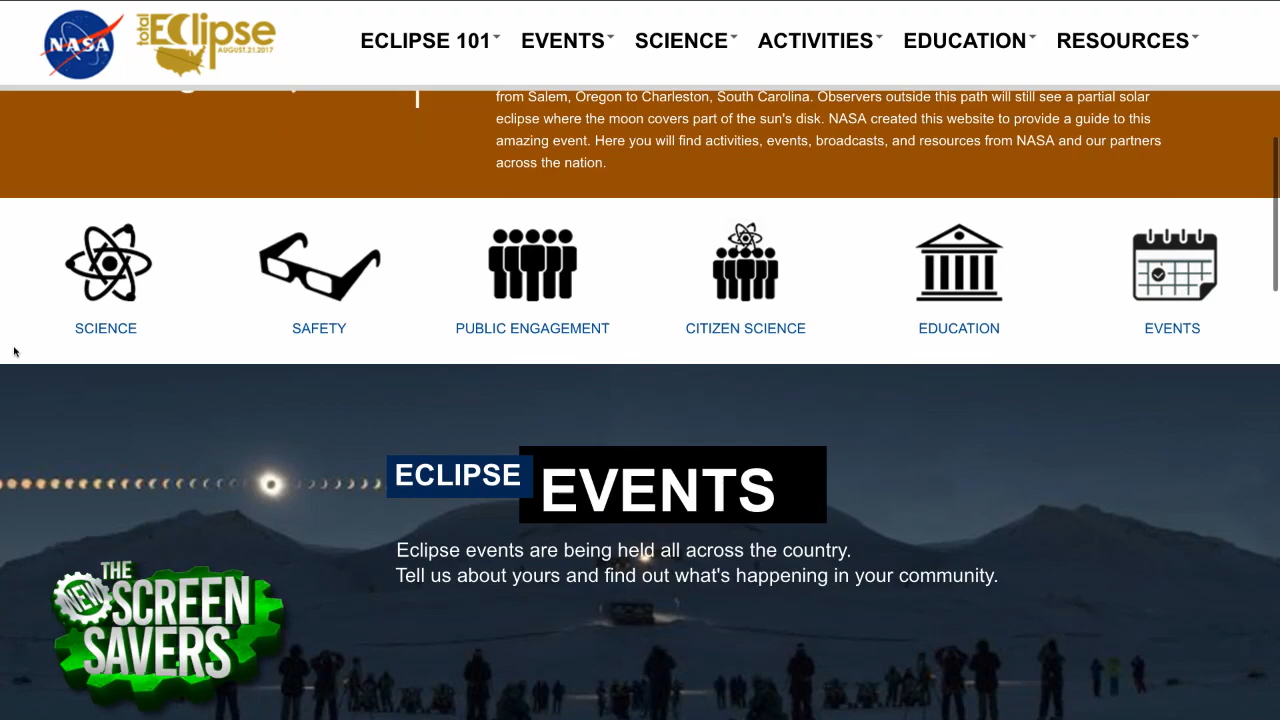 NASA
total
Eclipse
AUGUST.21.2017
ECLIPSE 101
EVENTS
SCIENCE
ACTIVITIES
EDUCATION
RESOURCES
from Salem, Oregon to Charleston, South Carolina. Observers outside this path will still see a partial solar
eclipse where the moon covers part of the sun's disk. NASA created this website to provide a guide to this
amazing event. Here you will find activities, events, broadcasts, and resources from NASA and our partners
across the nation.
SCIENCE
SAFETY
PUBLIC ENGAGEMENT
CITIZEN SCIENCE
EDUCATION
EVENTS
ECLIPSE
EVENTS
Eclipse events are being held all across the country.
Tell us about yours and find out what's happening in your community.
THE
NEW
SCREEN
SAVERS